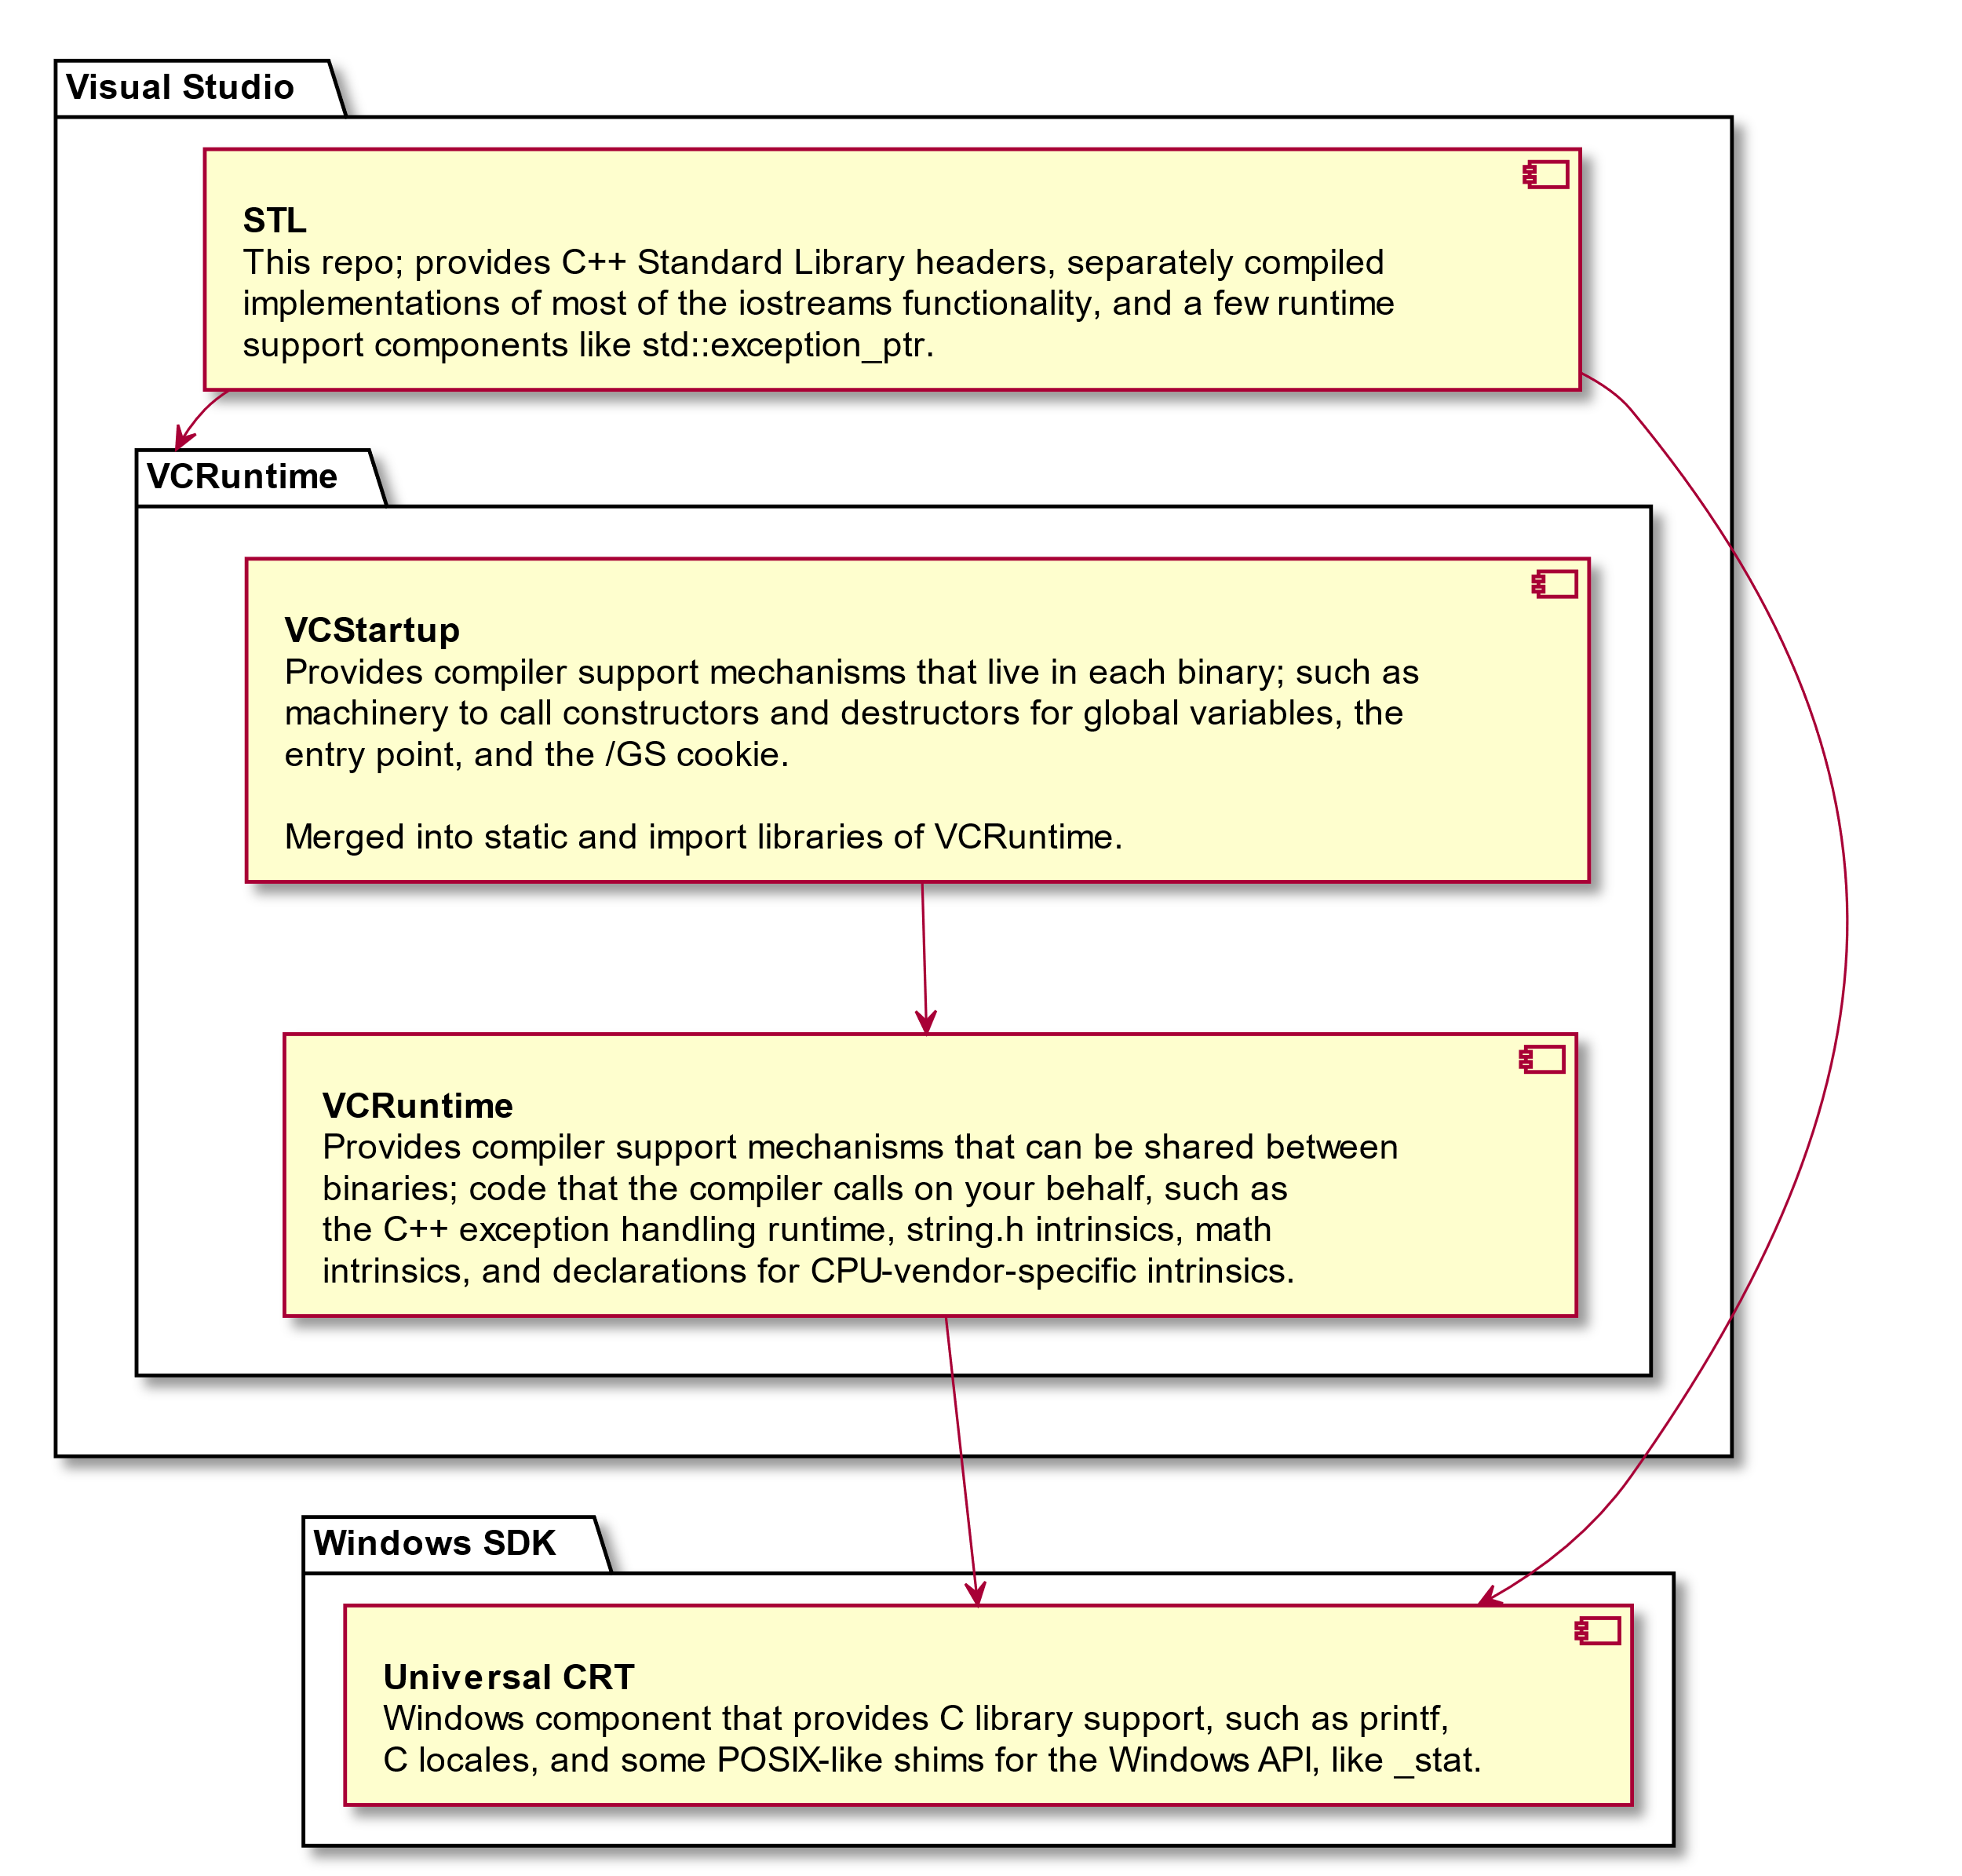 Visual Studio
STL
This repo; provides C++ Standard Library headers, separately compiled
implementations of most of the iostreams functionality, and a few runtime
support components like std::exception_ptr.
VCRuntime
VCStartup
Provides compiler support mechanisms that live in each binary; such as
machinery to call constructors and destructors for global variables, the
entry point, and the /GS cookie.
Merged into static and import libraries of VCRuntime.
VCRuntime
Provides compiler support mechanisms that can be shared between
binaries; code that the compiler calls on your behalf, such as
the C++ exception handling runtime, string.h intrinsics, math
intrinsics, and declarations for CPU-vendor-specific intrinsics.
Windows SDK
Universal CRT
Windows component that provides C library support, such as printf,
C locales, and some POSIX-like shims for the Windows API, like _stat.